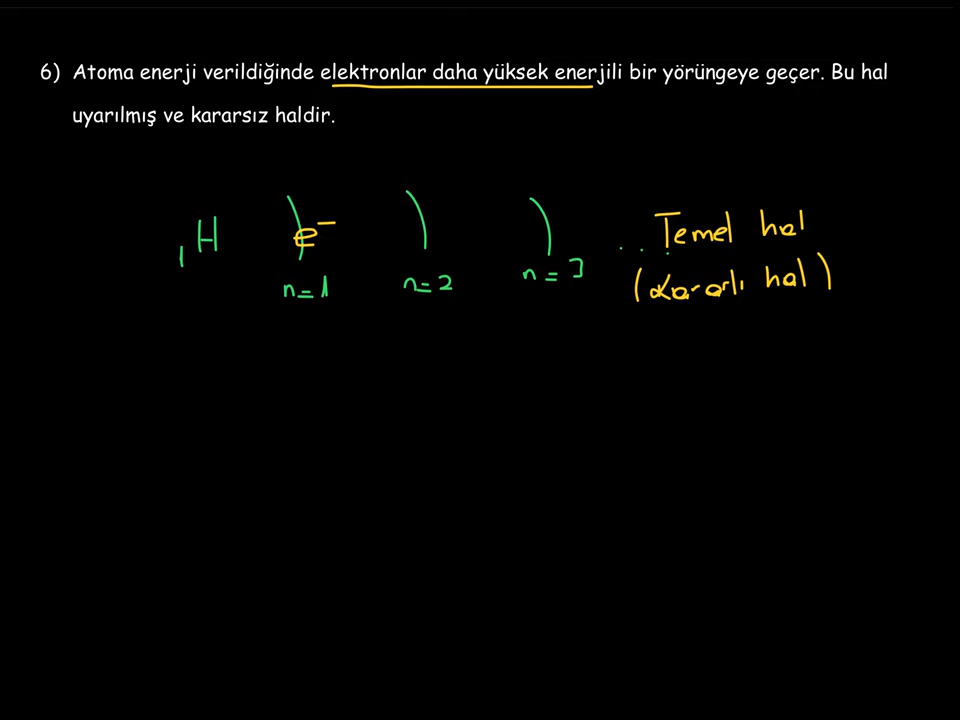 6) Atoma enerji verildiğinde elektronlar daha yüksek enerjili bir yörüngeye geçer. Bu hal
uyarılmış ve kararsız haldir.
₁H e⁻ ... Temel hal
n=1 n=2 n=3 (Kararlı hal)